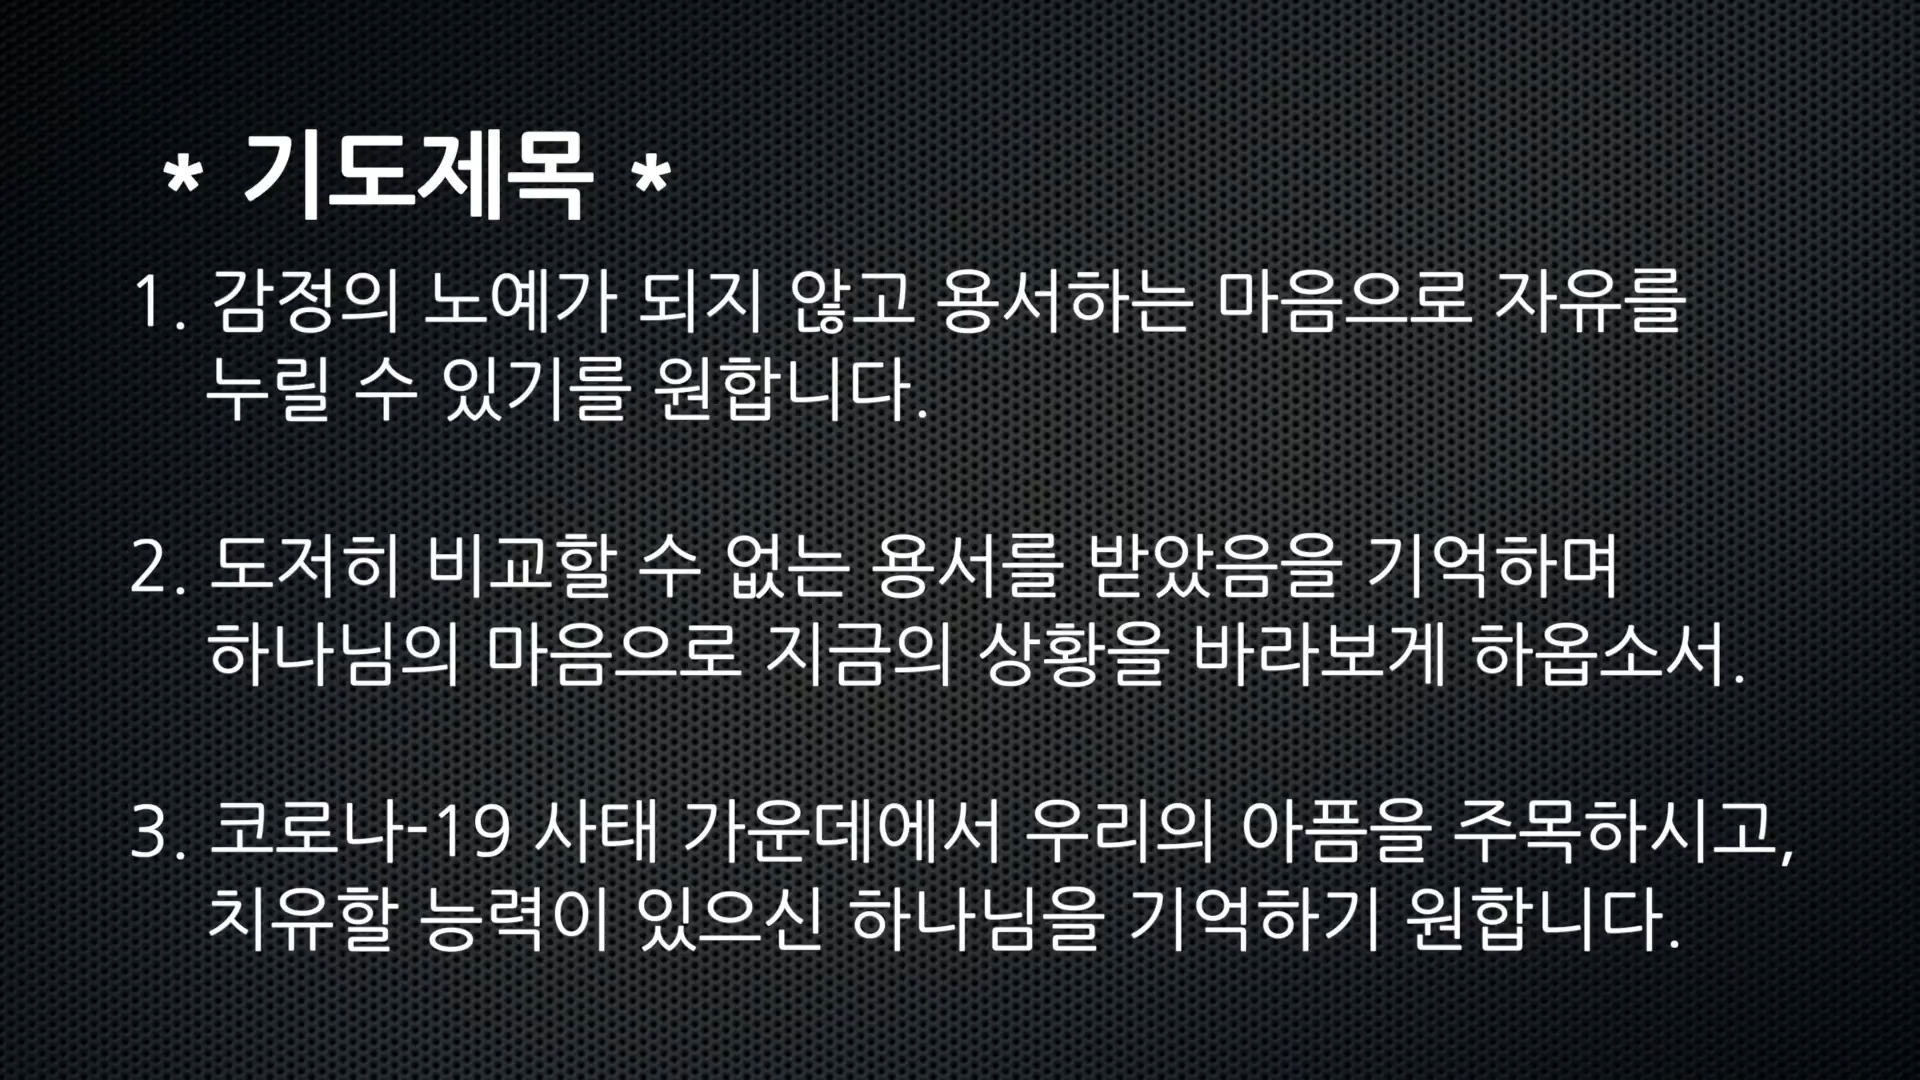 * 기도제목 *
1. 감정의 노예가 되지 않고 용서하는 마음으로 자유를
누릴 수 있기를 원합니다.
2. 도저히 비교할 수 없는 용서를 받았음을 기억하며
하나님의 마음으로 지금의 상황을 바라보게 하옵소서.
3. 코로나-19 사태 가운데에서 우리의 아픔을 주목하시고,
치유할 능력이 있으신 하나님을 기억하기 원합니다.